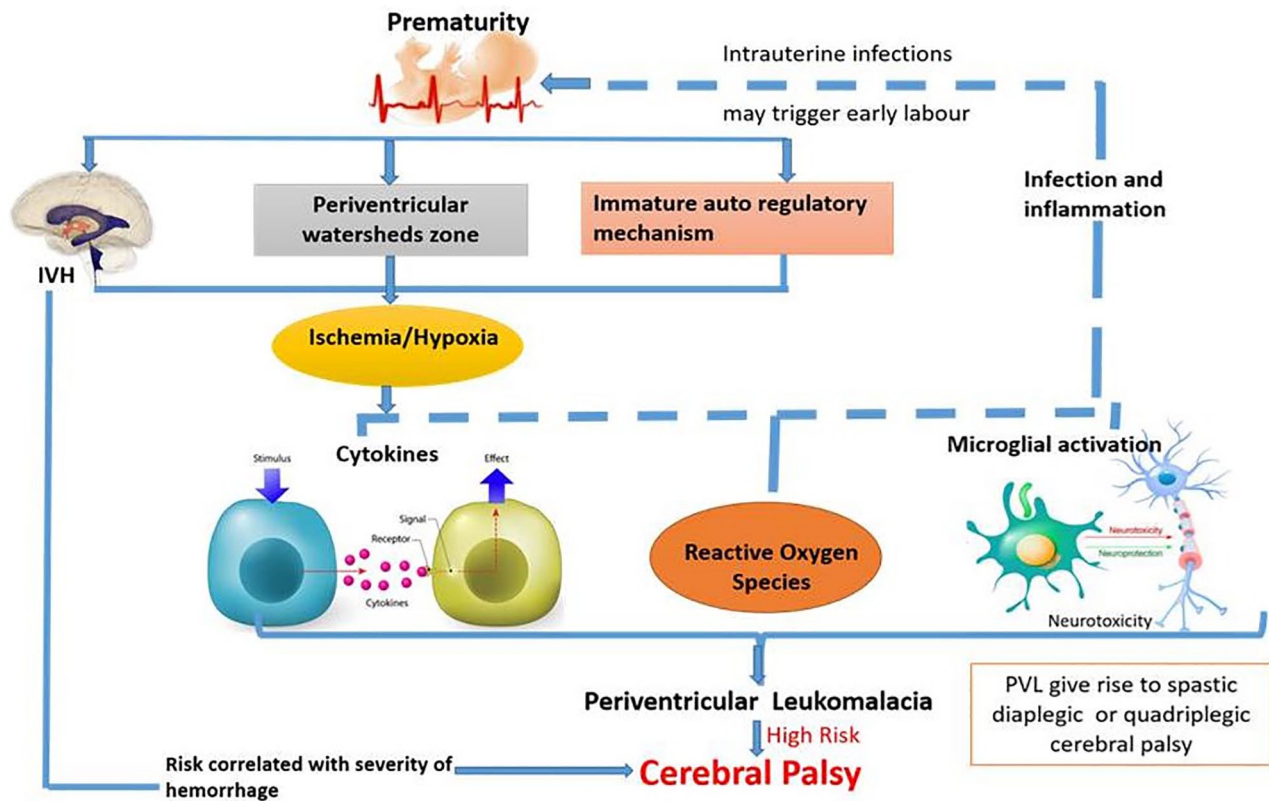 Prematurity
Intrauterine infections
may trigger early labour
Infection and
inflammation
Periventricular
watersheds zone
Immature auto regulatory
mechanism
IVH
Ischemia/Hypoxia
Cytokines
Microglial activation
Stimulus
Effect
Signal
Receptor
Cytokines
Reactive Oxygen
Species
Neurotoxicity
Neuroprotection
Neurotoxicity
Periventricular Leukomalacia
High Risk
Cerebral Palsy
Risk correlated with severity of
hemorrhage
PVL give rise to spastic
diaplegic or quadriplegic
cerebral palsy